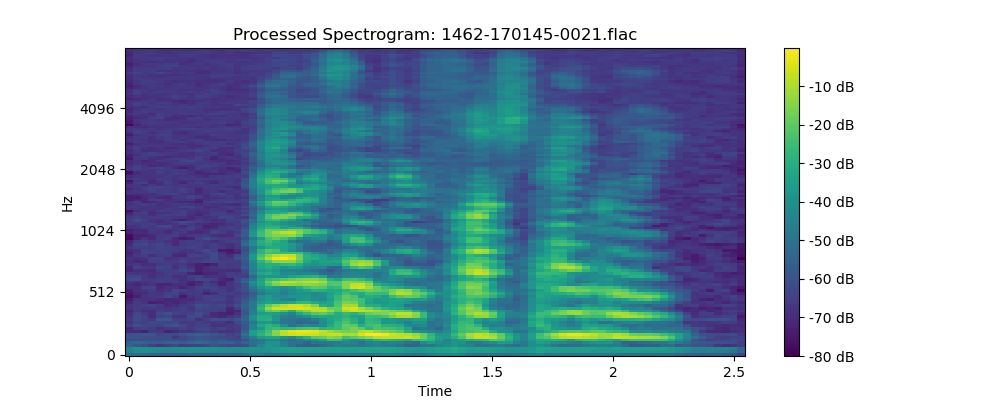 Processed Spectrogram: 1462-170145-0021.flac
Hz
4096
2048
1024
512
0
0 0.5 1 1.5 2 2.5
Time
-10 dB
-20 dB
-30 dB
-40 dB
-50 dB
-60 dB
-70 dB
-80 dB